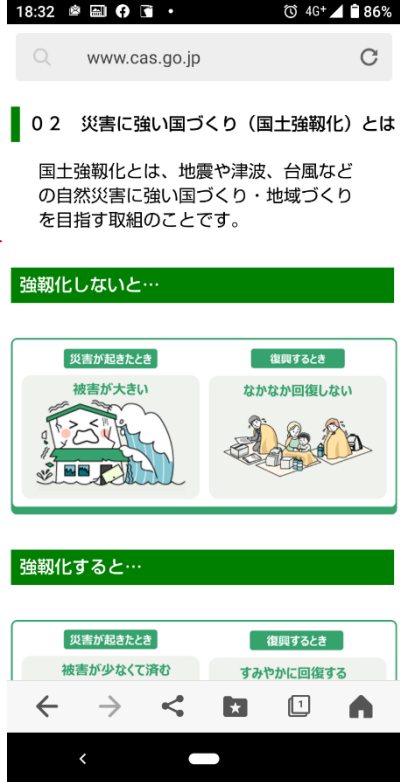 18:32
4G+
86%
www.cas.go.jp
02 災害に強い国づくり（国土強靱化）とは
国土強靱化とは、地震や津波、台風など
の自然災害に強い国づくり・地域づくり
を目指す取組のことです。
強靱化しないと…
災害が起きたとき
復興するとき
被害が大きい
なかなか回復しない
強靱化すると…
災害が起きたとき
復興するとき
被害が少なくて済む
すみやかに回復する
1